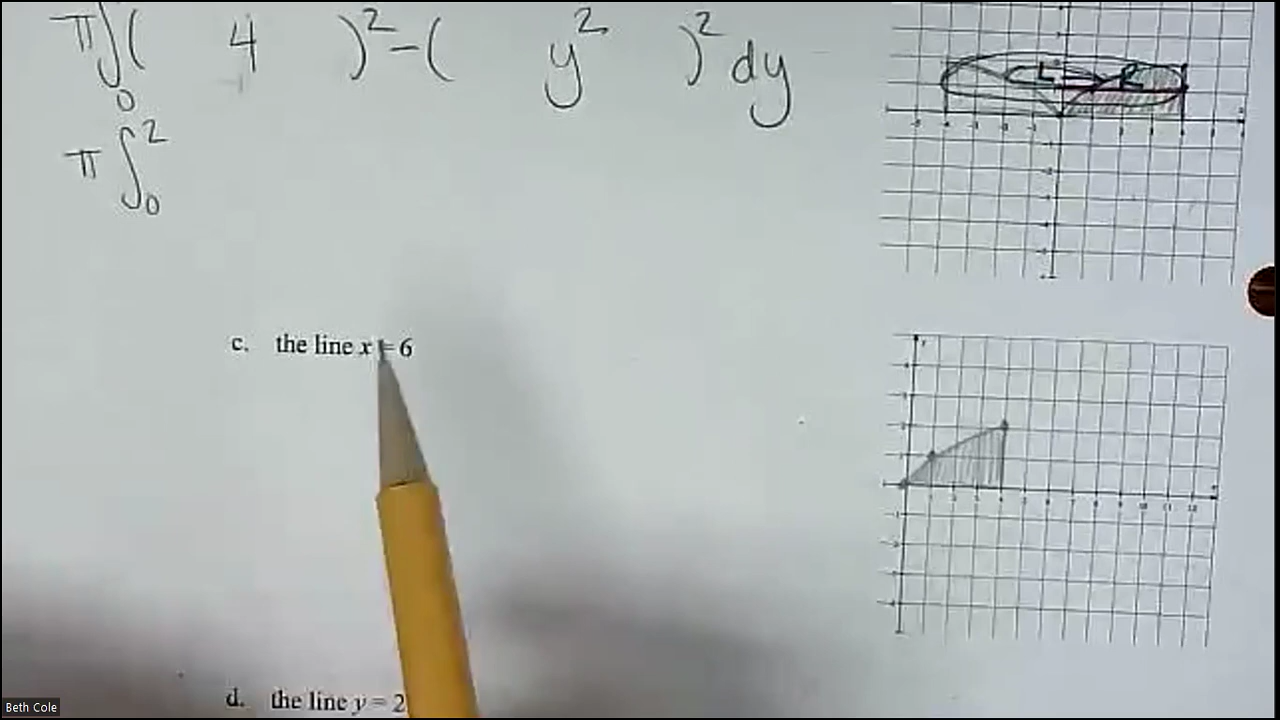 π∫₀( 4 )² - ( y² )² dy
π∫₀²
c. the line x = 6
d. the line y = 2
L R
Beth Cole